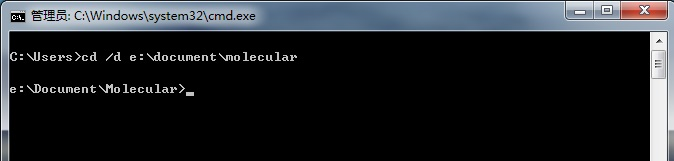 管理员: C:\Windows\system32\cmd.exe
C:\Users>cd /d e:\document\molecular
e:\Document\Molecular>